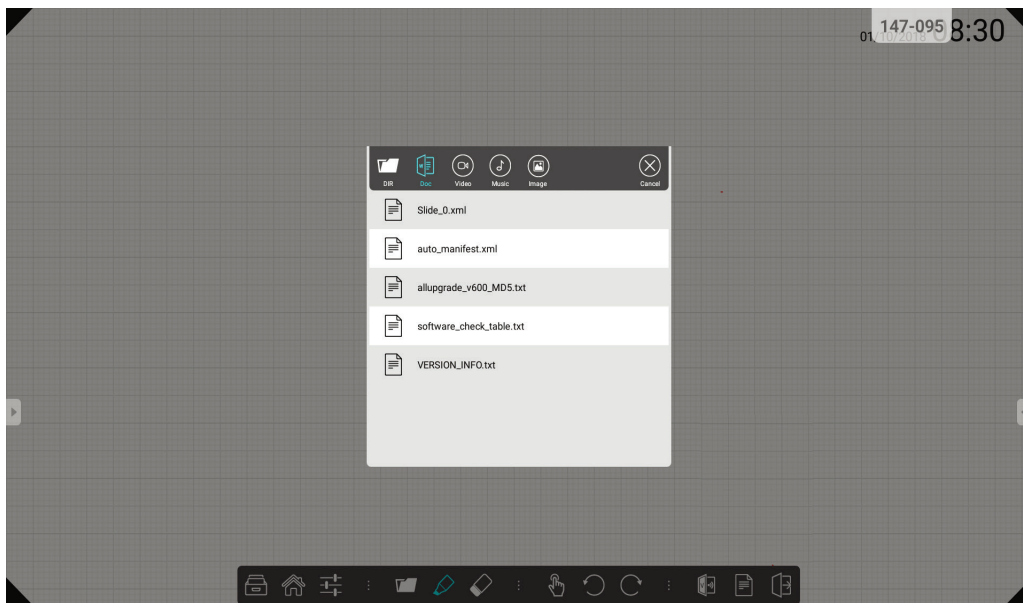 01/10/2018 08:30
147-095
DIR Doc Video Music Image Cancel
Slide_0.xml
auto_manifest.xml
allupgrade_v600_MD5.txt
software_check_table.txt
VERSION_INFO.txt